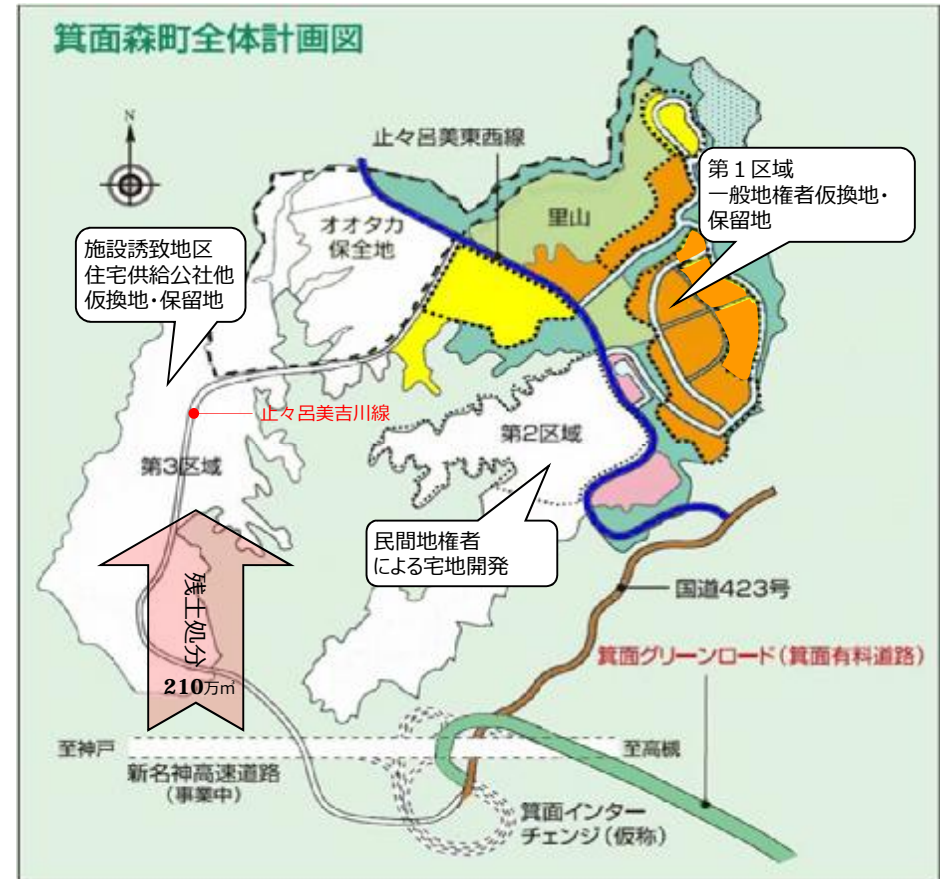 箕面森町全体計画図
N
止々呂美東西線
第1区域
一般地権者仮換地・
保留地
里山
オオタカ
保全地
施設誘致地区
住宅供給公社他
仮換地・保留地
止々呂美吉川線
第2区域
第3区域
民間地権者
による宅地開発
国道423号
残土処分
210万㎥
箕面グリーンロード(箕面有料道路)
至神戸
至高槻
新名神高速道路
(事業中)
箕面インター
チェンジ(仮称)